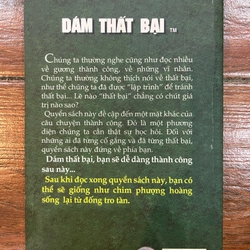 DÁM THẤT BẠI ™
Chúng ta thường nghe cũng như đọc nhiều
về gương thành công, về những vĩ nhân.
Chúng ta thường không thích nói về thất bại,
như thể chúng ta đã được "lập trình" để tránh
thất bại... Lẽ nào "thất bại" chẳng có chút giá
trị nào sao?
Quyển sách này đề cập đến một mặt khác
của câu chuyện thành công. Đó là một phương
diện chúng ta cần thật sự học hỏi. Đối với
những ai đã từng cố gắng và đã từng thất bại,
quyển sách này đứng về phía bạn.
Dám thất bại, bạn sẽ dễ dàng thành công
sau này...
Sau khi đọc xong quyển sách này, bạn có
thể sẽ giống như chim phượng hoàng
sống lại từ đống tro tàn.